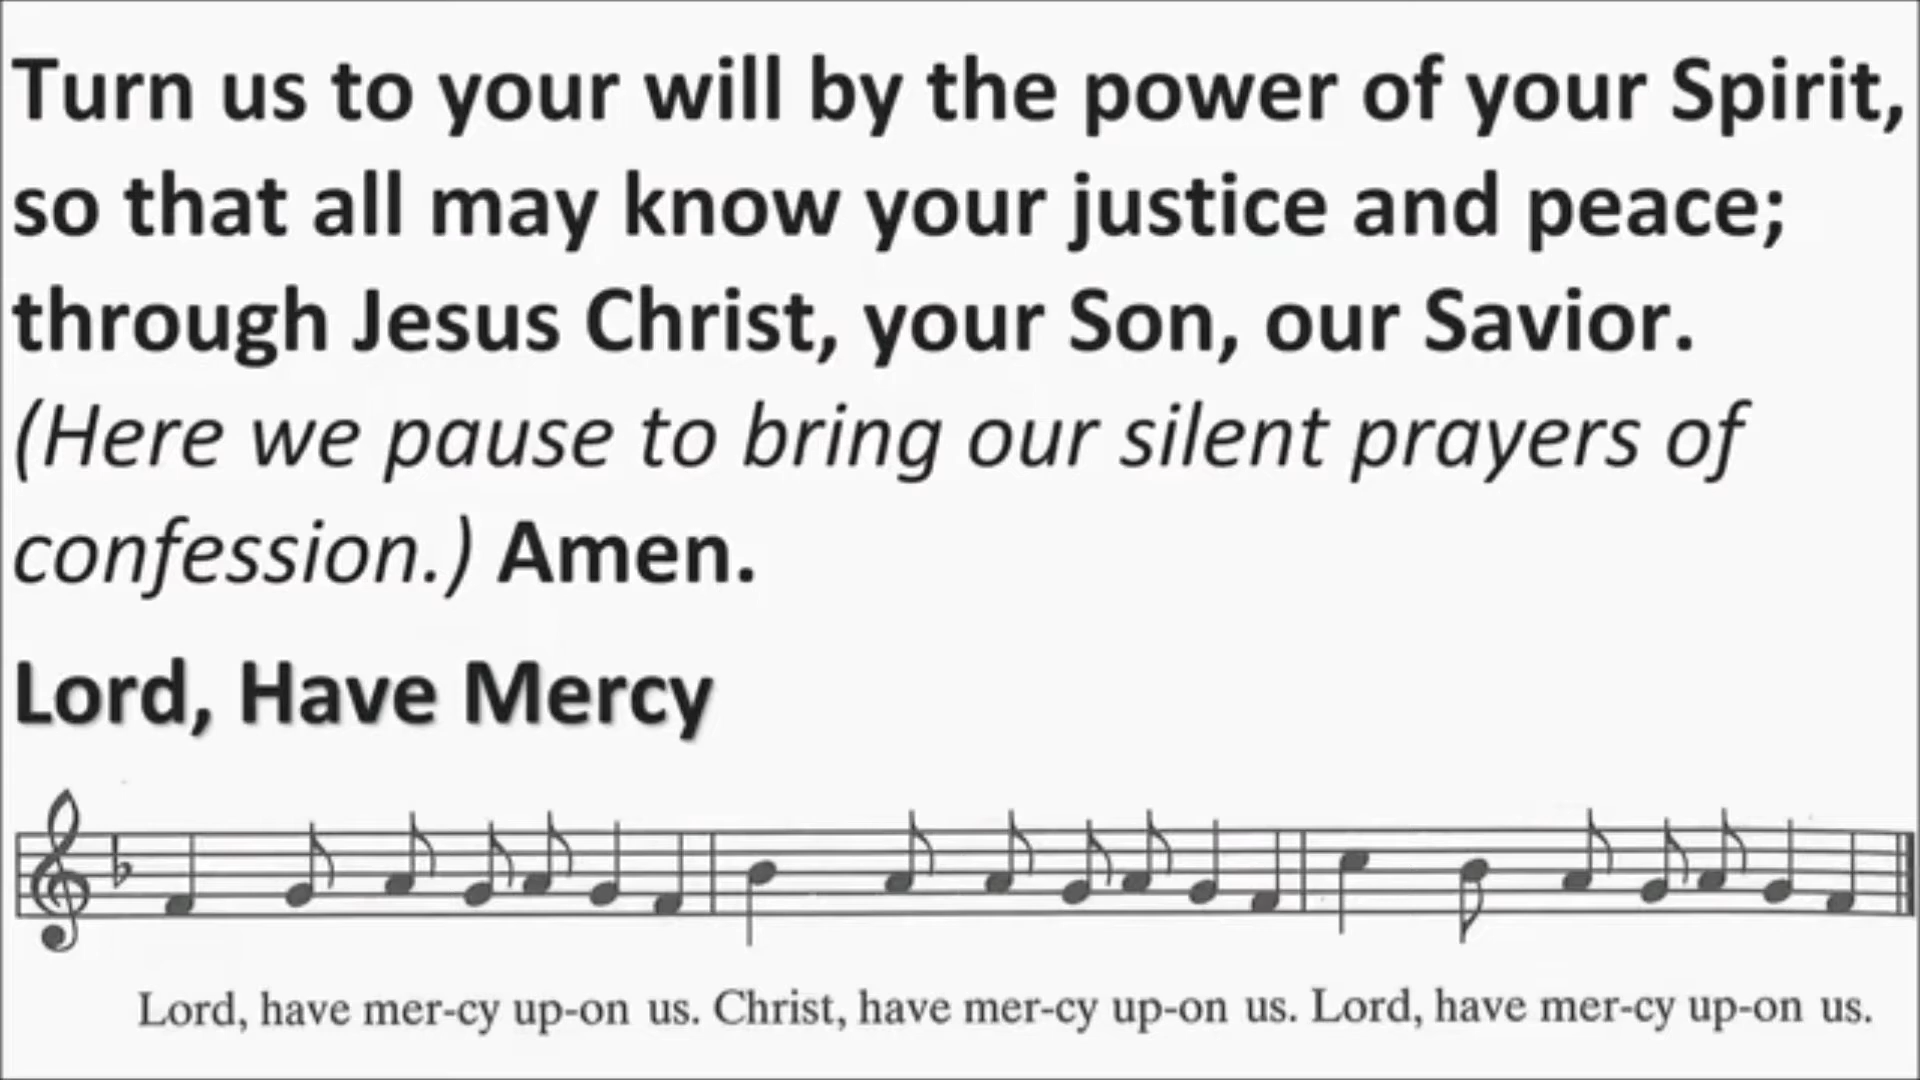 Turn us to your will by the power of your Spirit,
so that all may know your justice and peace;
through Jesus Christ, your Son, our Savior.
(Here we pause to bring our silent prayers of
confession.) Amen.
Lord, Have Mercy
Lord, have mer-cy up-on us. Christ, have mer-cy up-on us. Lord, have mer-cy up-on us.